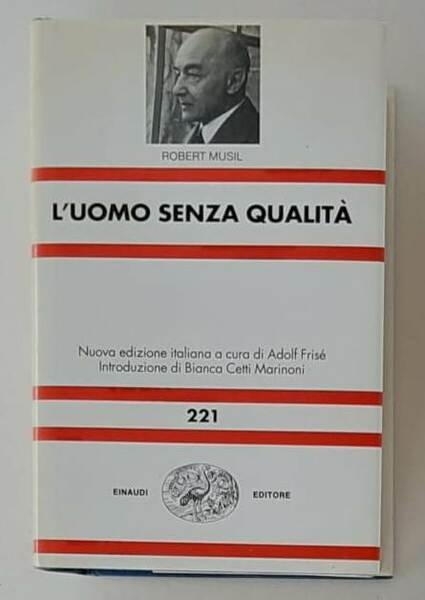 ROBERT MUSIL
L'UOMO SENZA QUALITÀ
Nuova edizione italiana a cura di Adolf Frisé
Introduzione di Bianca Cetti Marinoni
221
EINAUDI EDITORE